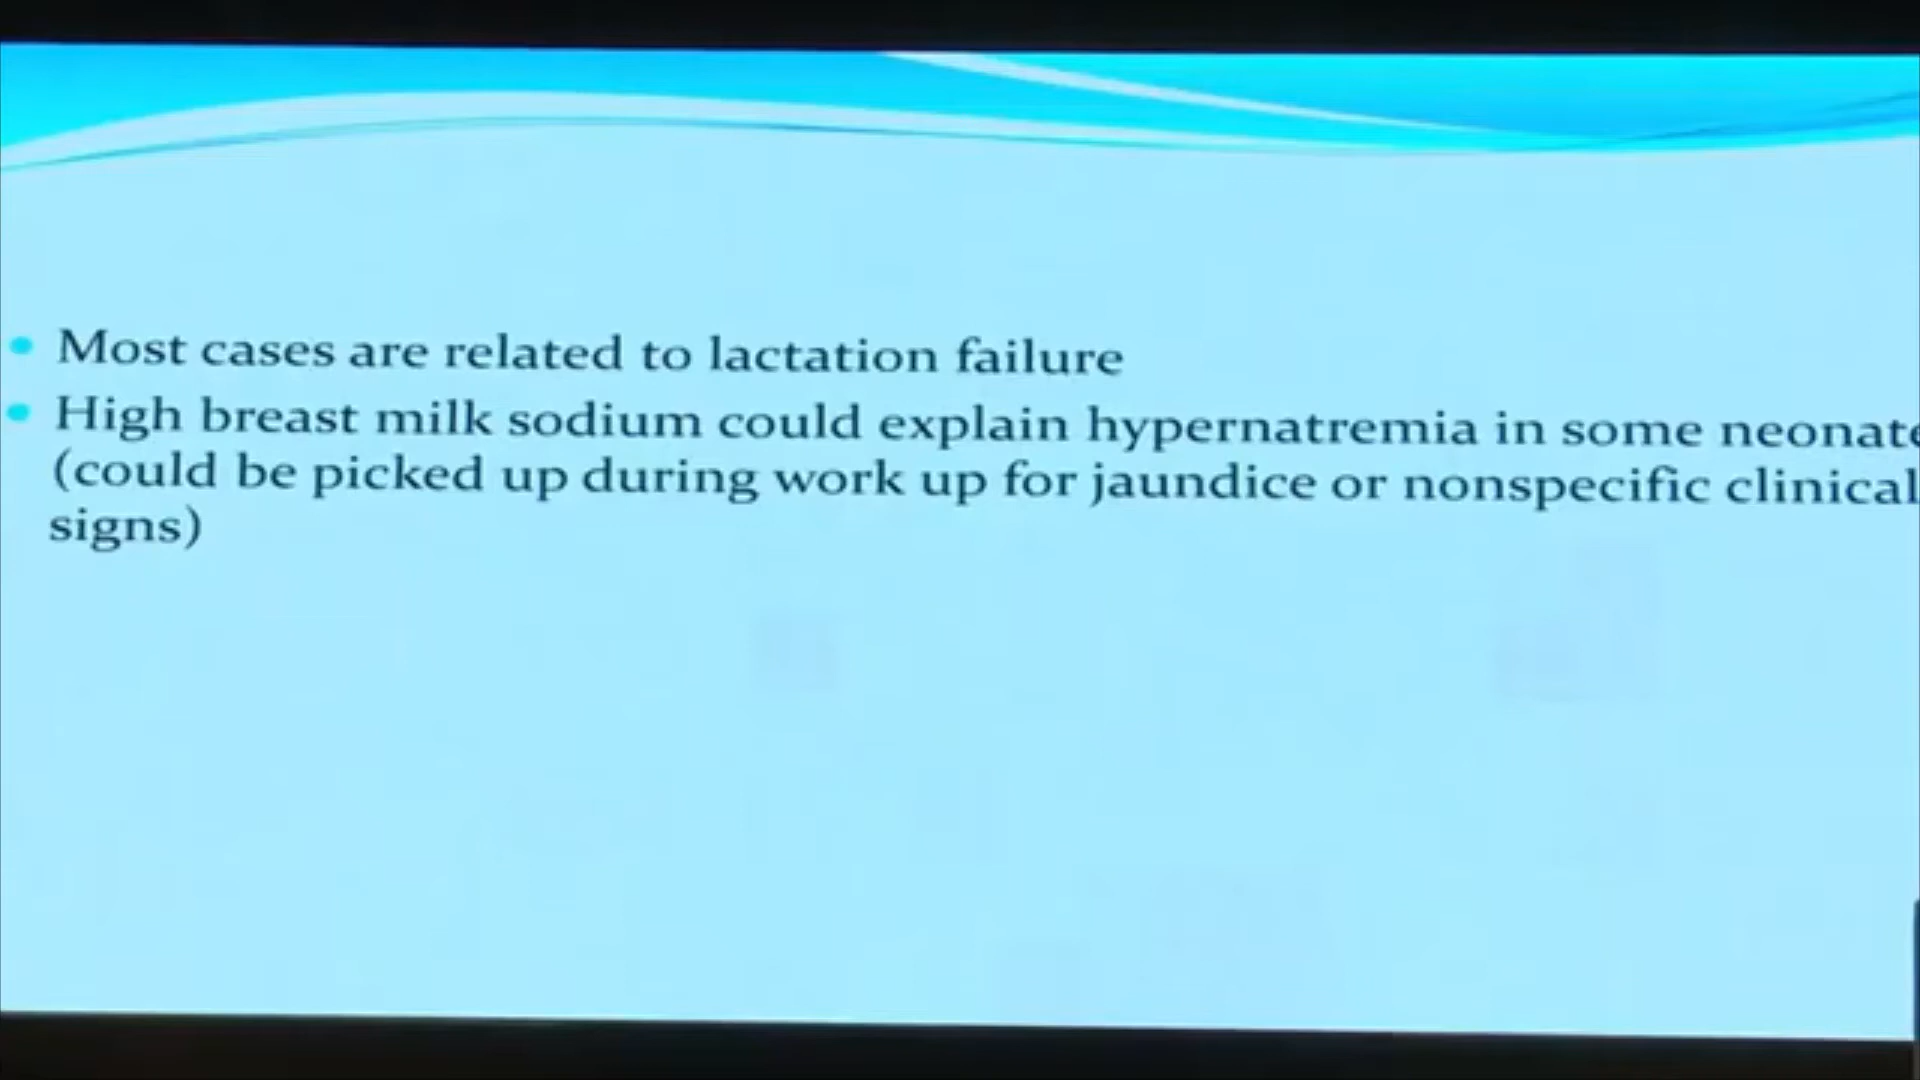 • Most cases are related to lactation failure
• High breast milk sodium could explain hypernatremia in some neonate
(could be picked up during work up for jaundice or nonspecific clinical
signs)